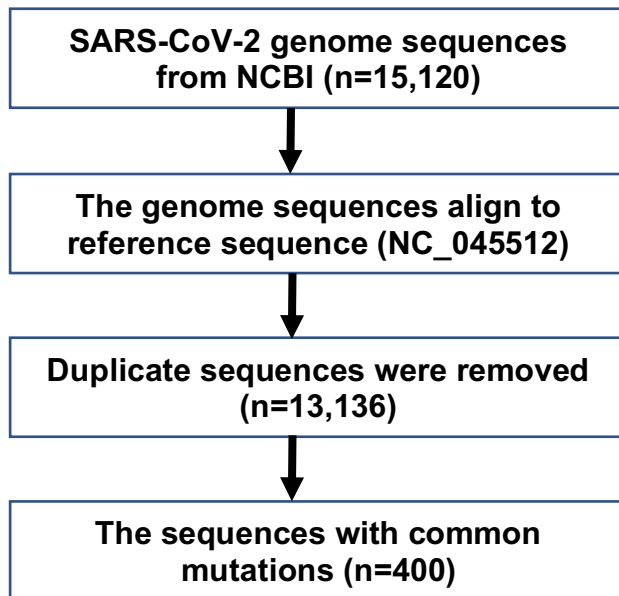 SARS-CoV-2 genome sequences
from NCBI (n=15,120)
The genome sequences align to
reference sequence (NC_045512)
Duplicate sequences were removed
(n=13,136)
The sequences with common
mutations (n=400)